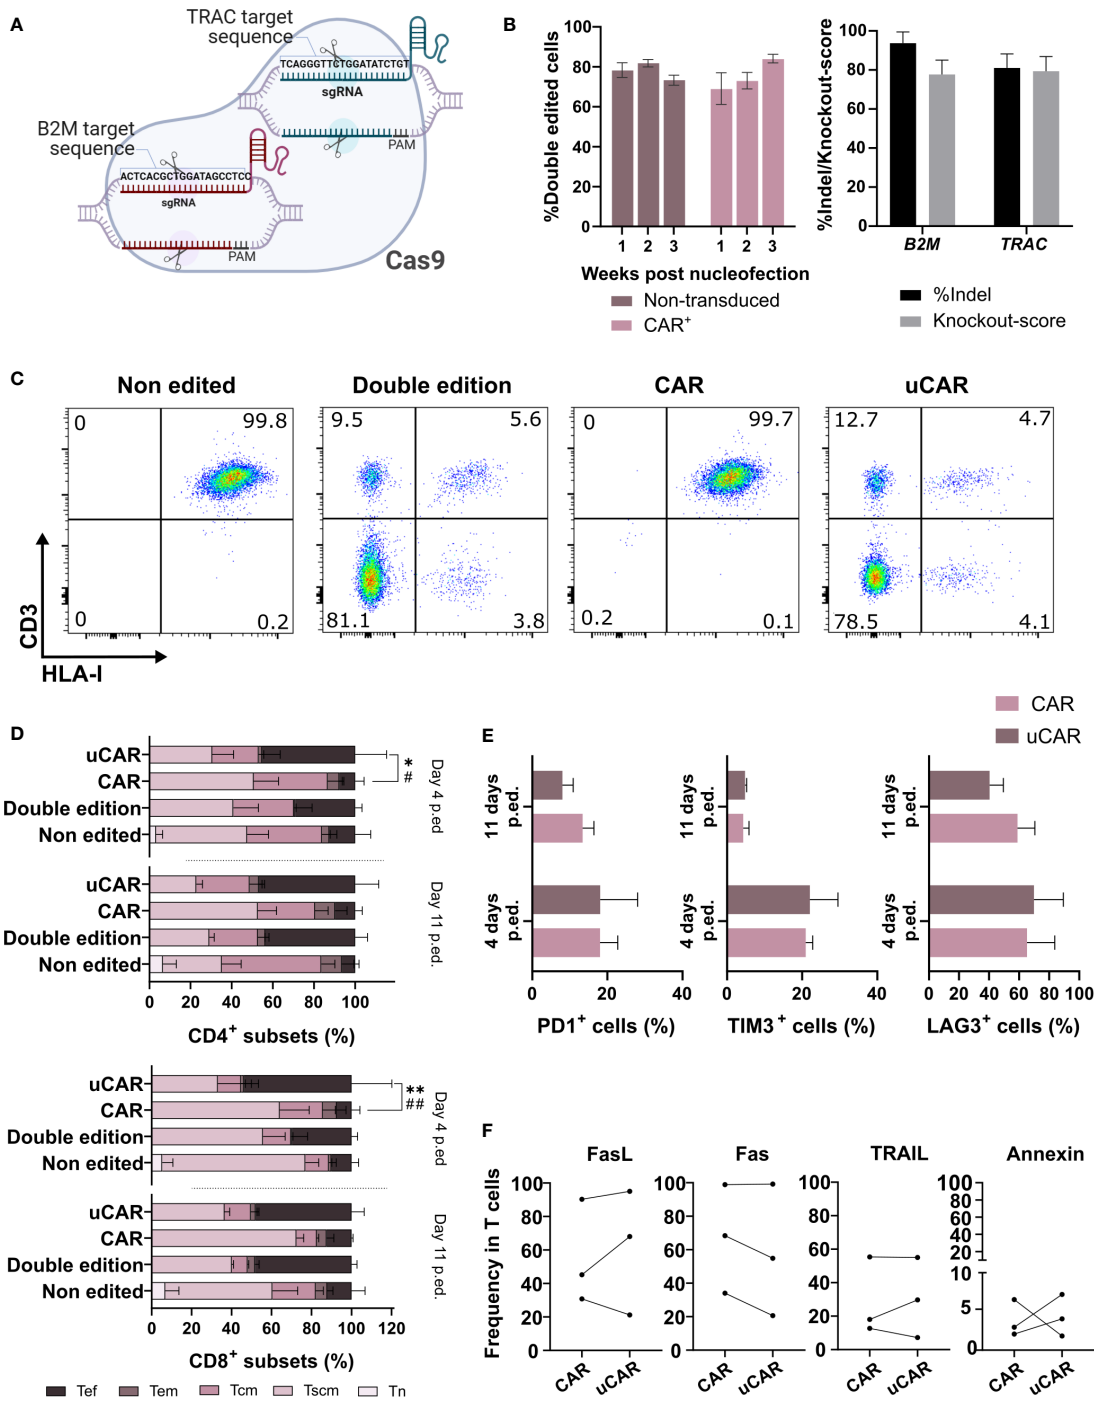 A
TRAC target
sequence
TCAGGGTTCTGGATATCTGT
sgRNA
PAM
B2M target
sequence
ACTCACGCTGGATAGCCTCC
sgRNA
PAM
Cas9
B
%Double edited cells
100
80
60
40
20
0
1 2 3 1 2 3
Weeks post nucleofection
Non-transduced
CAR+
%Indel/Knockout-score
100
80
60
40
20
0
B2M TRAC
%Indel
Knockout-score
C
Non edited
Double edition
CAR
uCAR
0 99.8
0 0.2
9.5 5.6
81.1 3.8
0 99.7
0.2 0.1
12.7 4.7
78.5 4.1
CD3
HLA-I
D
uCAR
CAR
Double edition
Non edited
* #
Day 4 p.ed
uCAR
CAR
Double edition
Non edited
Day 11 p.ed.
0 20 40 60 80 100
CD4+ subsets (%)
uCAR
CAR
Double edition
Non edited
** ##
Day 4 p.ed
uCAR
CAR
Double edition
Non edited
Day 11 p.ed.
0 20 40 60 80 100 120
CD8+ subsets (%)
Tef Tem Tcm Tscm Tn
CAR
uCAR
E
11 days
p.ed.
4 days
p.ed.
0 20 40
PD1+ cells (%)
11 days
p.ed.
4 days
p.ed.
0 20 40
TIM3+ cells (%)
11 days
p.ed.
4 days
p.ed.
0 20 40 60 80 100
LAG3+ cells (%)
F
Frequency in T cells
FasL
100
80
60
40
20
0
CAR uCAR
Fas
100
80
60
40
20
0
CAR uCAR
TRAIL
100
80
60
40
20
0
CAR uCAR
Annexin
100
80
60
40
20
10
5
0
CAR uCAR